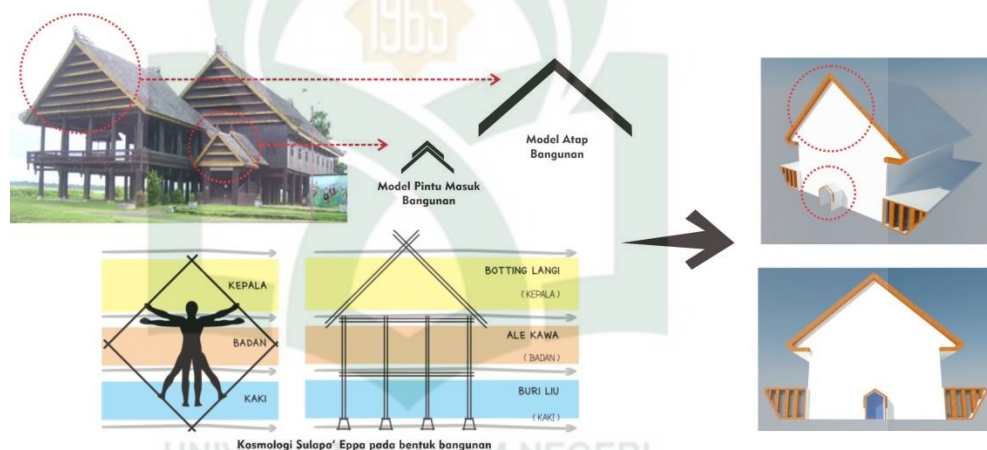 1965
Model Atap
Bangunan
Model Pintu Masuk
Bangunan
KEPALA
BADAN
KAKI
BOTTING LANGI
( KEPALA )
ALE KAWA
( BADAN )
BURI LIU
( KAKI )
Kosmologi Sulapa' Eppa pada bentuk bangunan